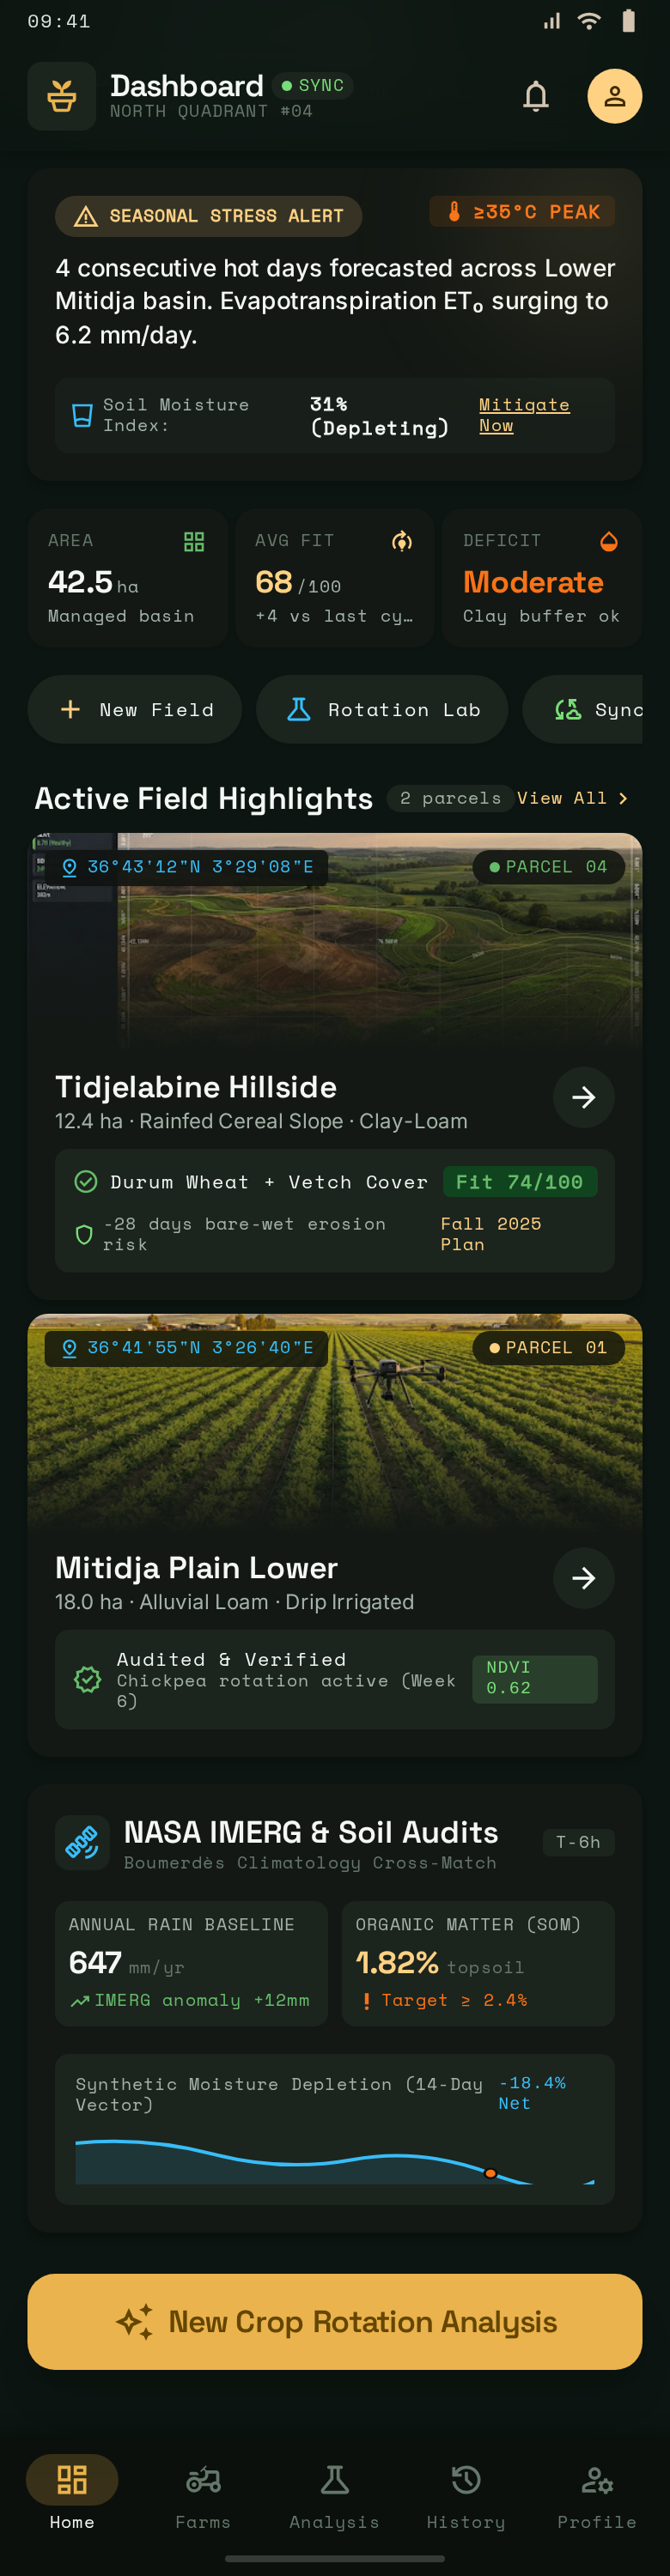 09:41
Dashboard
SYNC
NORTH QUADRANT #04
SEASONAL STRESS ALERT
≥35°C PEAK
4 consecutive hot days forecasted across Lower
Mitidja basin. Evapotranspiration ET₀ surging to
6.2 mm/day.
Soil Moisture
Index:
31%
(Depleting)
Mitigate
Now
AREA
42.5 ha
Managed basin
AVG FIT
68 /100
+4 vs last cy…
DEFICIT
Moderate
Clay buffer ok
New Field
Rotation Lab
Sync
Active Field Highlights
2 parcels
View All
36°43'12"N 3°29'08"E
PARCEL 04
Tidjelabine Hillside
12.4 ha · Rainfed Cereal Slope · Clay-Loam
Durum Wheat + Vetch Cover
Fit 74/100
-28 days bare-wet erosion
risk
Fall 2025
Plan
36°41'55"N 3°26'40"E
PARCEL 01
Mitidja Plain Lower
18.0 ha · Alluvial Loam · Drip Irrigated
Audited & Verified
Chickpea rotation active (Week
6)
NDVI
0.62
NASA IMERG & Soil Audits
Boumerdès Climatology Cross-Match
T-6h
ANNUAL RAIN BASELINE
647 mm/yr
IMERG anomaly +12mm
ORGANIC MATTER (SOM)
1.82% topsoil
Target ≥ 2.4%
Synthetic Moisture Depletion (14-Day
Vector)
-18.4%
Net
New Crop Rotation Analysis
Home
Farms
Analysis
History
Profile